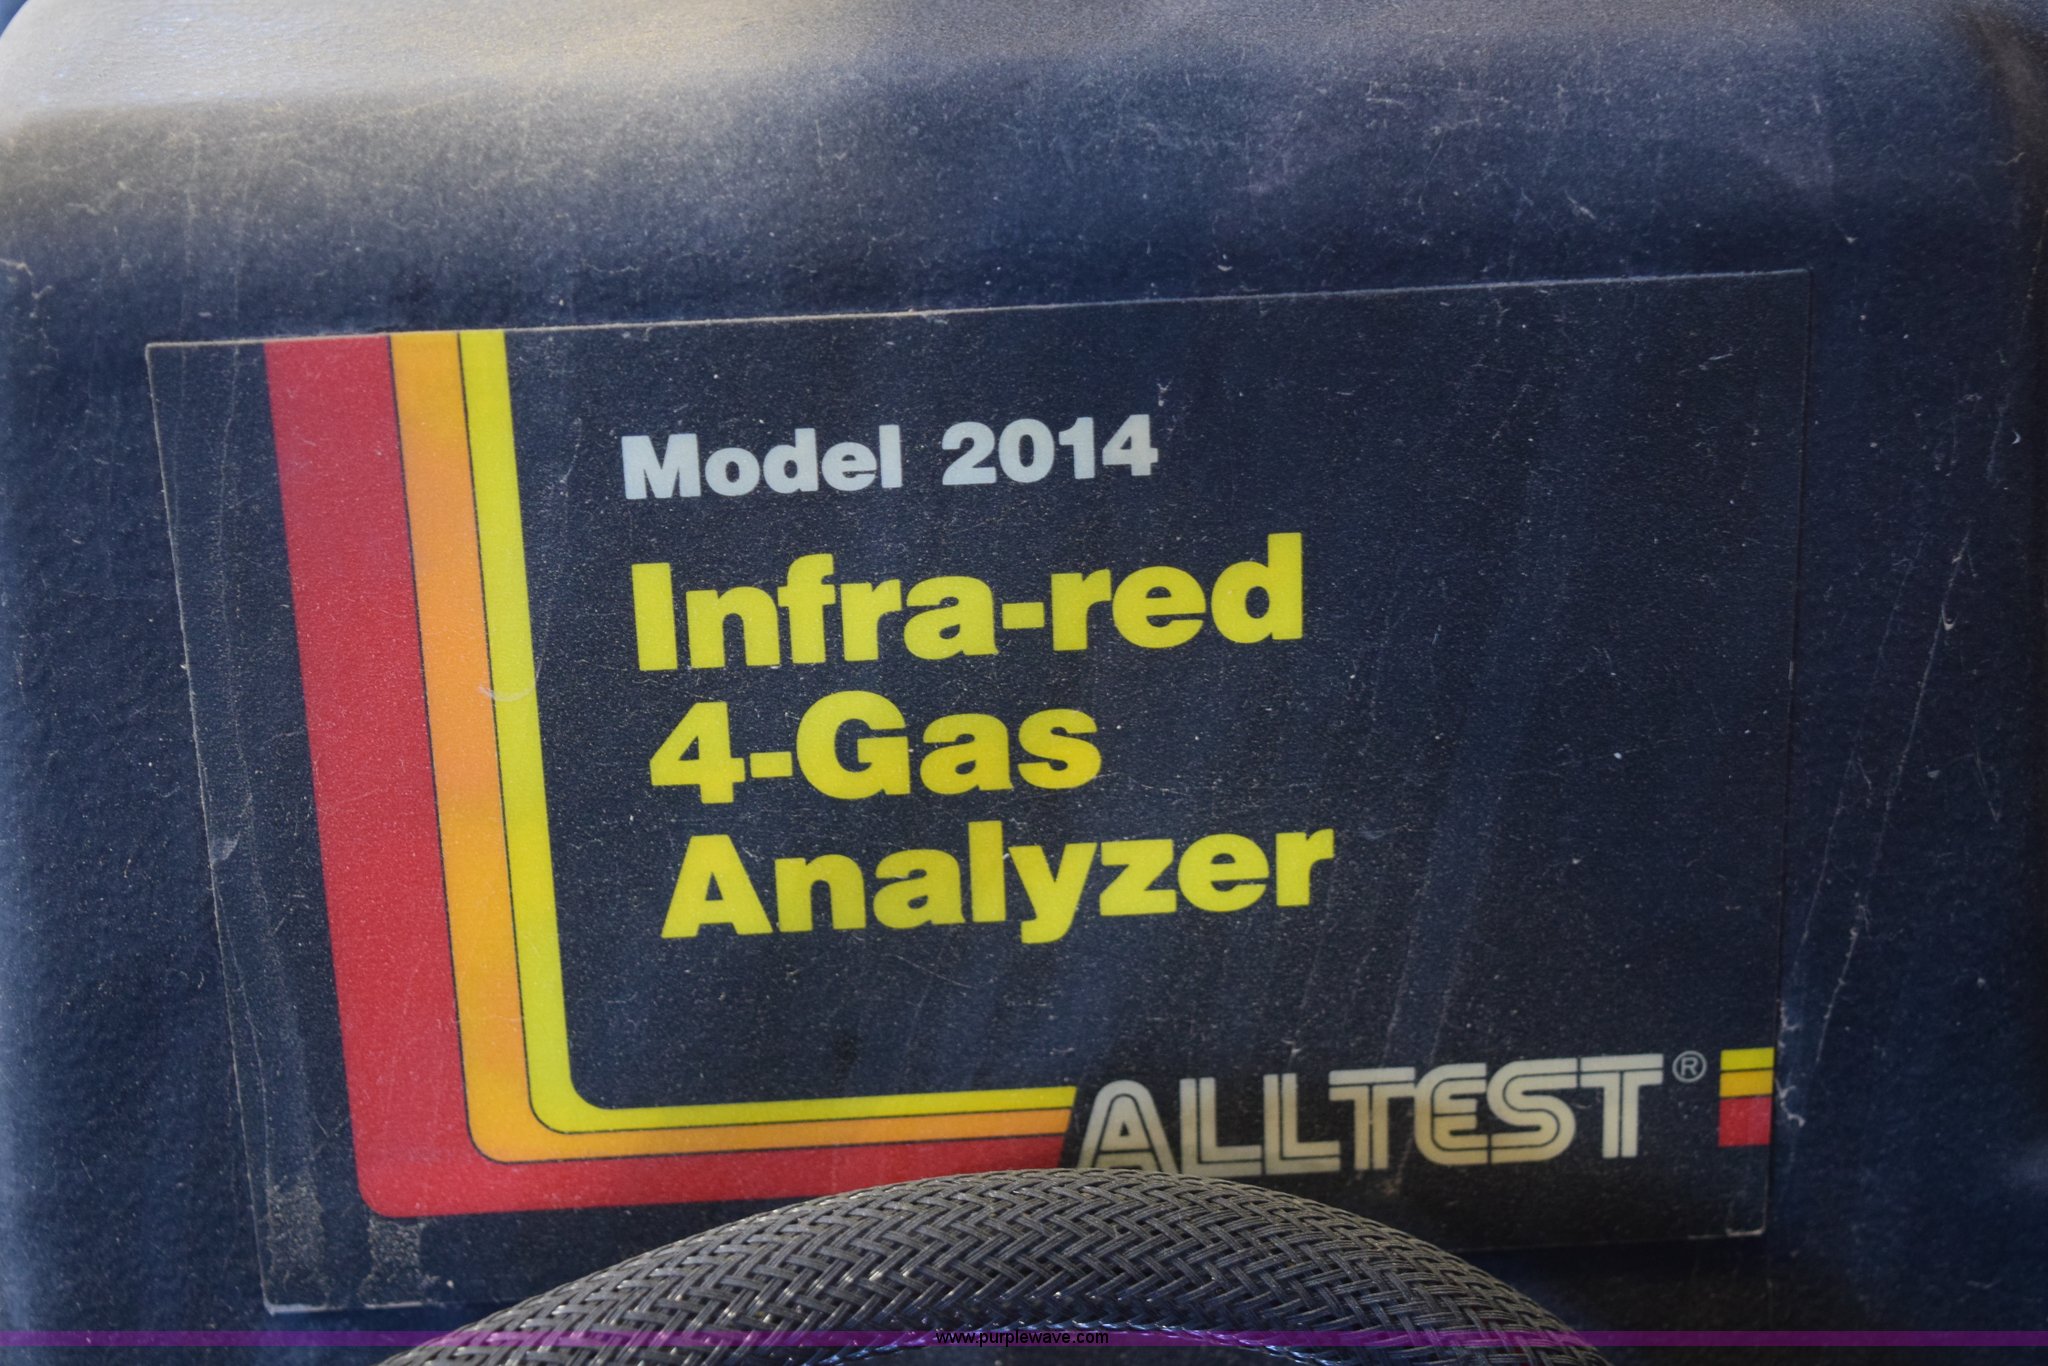 Model 2014
Infra-red
4-Gas
Analyzer
ALLTEST®
www.purplewave.com